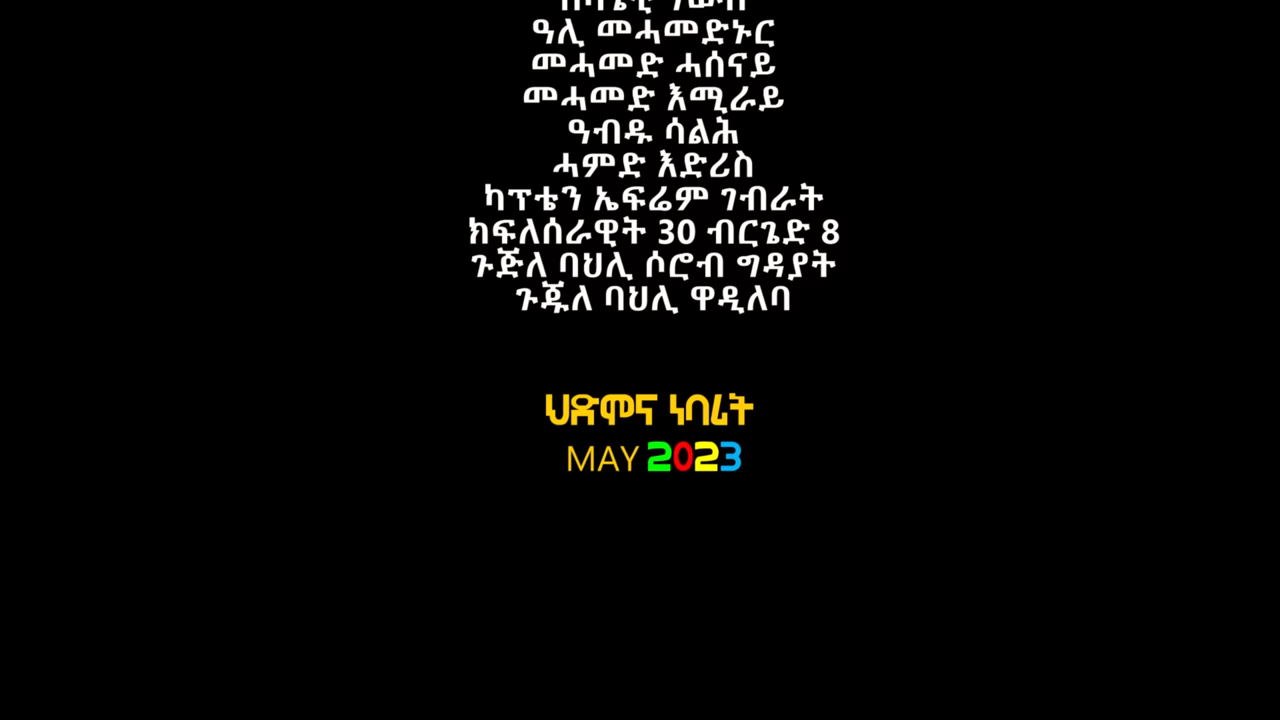 ዓሊ መሓመድኑር
መሓመድ ሓሰናይ
መሓመድ እሚራይ
ዓብዱ ሳልሕ
ሓምድ እድሪስ
ካፕቴን ኤፍሬም ገብራት
ክፍለሰራዊት 30 ብርጌድ 8
ጉጅለ ባህሊ ሶሮብ ግዳያት
ጉጁለ ባህሊ ዋዲለባ
ህድሞና ነባሪት
MAY 2023